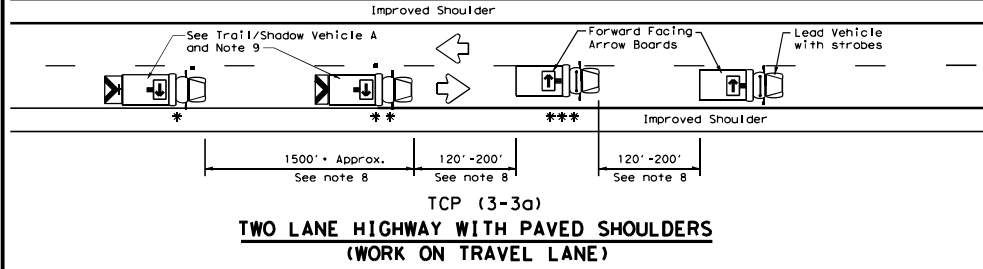 Improved Shoulder
See Trail/Shadow Vehicle A
and Note 9
Forward Facing
Arrow Boards
Lead Vehicle
with strobes
*
* *
***
Improved Shoulder
1500' + Approx.
See note 8
120'-200'
See note 8
120'-200'
See note 8
TCP (3-3a)
TWO LANE HIGHWAY WITH PAVED SHOULDERS
(WORK ON TRAVEL LANE)